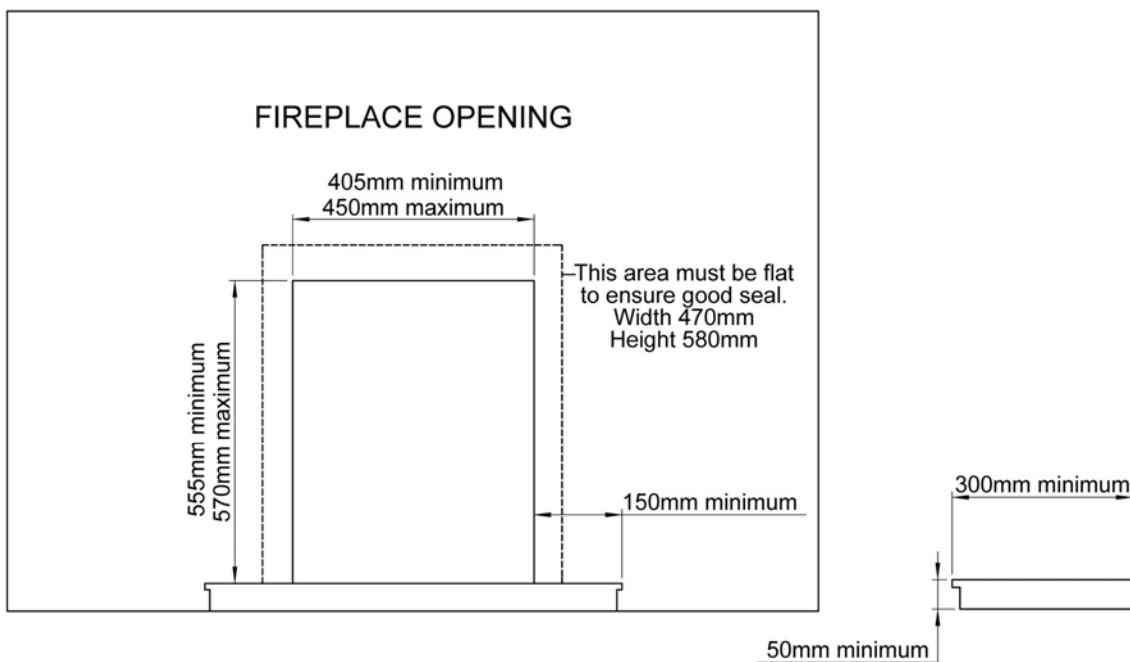 FIREPLACE OPENING
405mm minimum
450mm maximum
This area must be flat
to ensure good seal.
Width 470mm
Height 580mm
555mm minimum
570mm maximum
150mm minimum
300mm minimum
50mm minimum